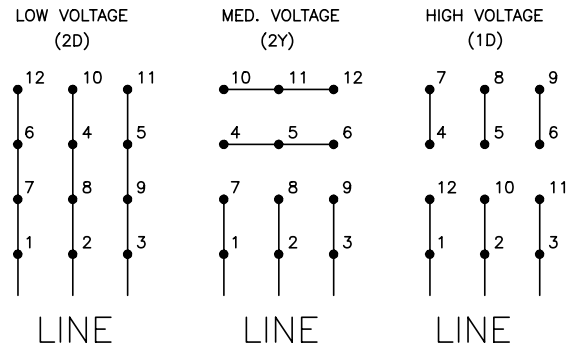 LOW VOLTAGE
(2D)
12 10 11
6 4 5
7 8 9
1 2 3
LINE
MED. VOLTAGE
(2Y)
10 11 12
4 5 6
7 8 9
1 2 3
LINE
HIGH VOLTAGE
(1D)
7 8 9
4 5 6
12 10 11
1 2 3
LINE